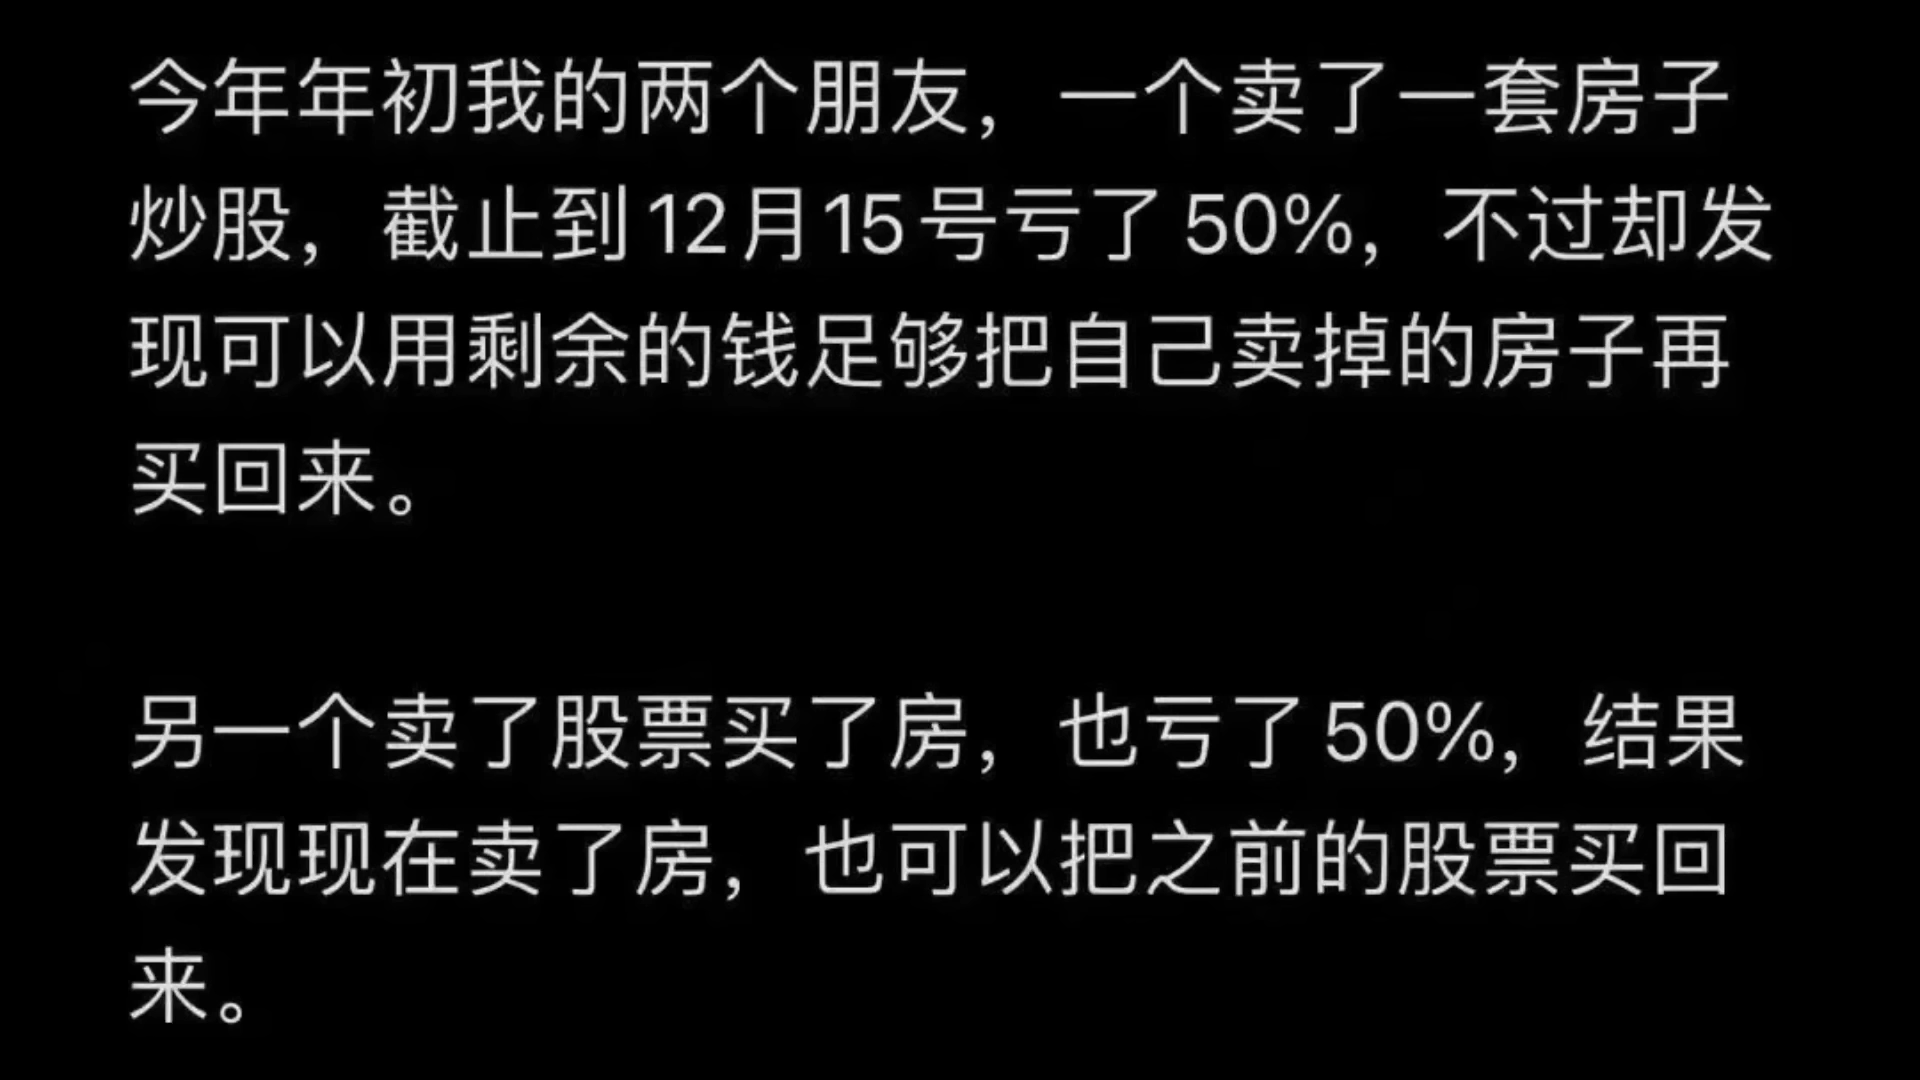 今年年初我的两个朋友，一个卖了一套房子
炒股，截止到12月15号亏了50%，不过却发
现可以用剩余的钱足够把自己卖掉的房子再
买回来。
另一个卖了股票买了房，也亏了50%，结果
发现现在卖了房，也可以把之前的股票买回
来。